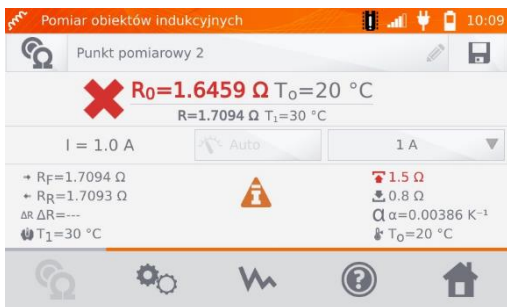 Pomiar obiektów indukcyjnych 10:09
Punkt pomiarowy 2
R₀=1.6459 Ω T₀=20 °C
R=1.7094 Ω T₁=30 °C
I = 1.0 A Auto 1 A
RF=1.7094 Ω 1.5 Ω
RR=1.7093 Ω 0.8 Ω
ΔR ΔR=--- α α=0.00386 K⁻¹
T₁=30 °C T₀=20 °C